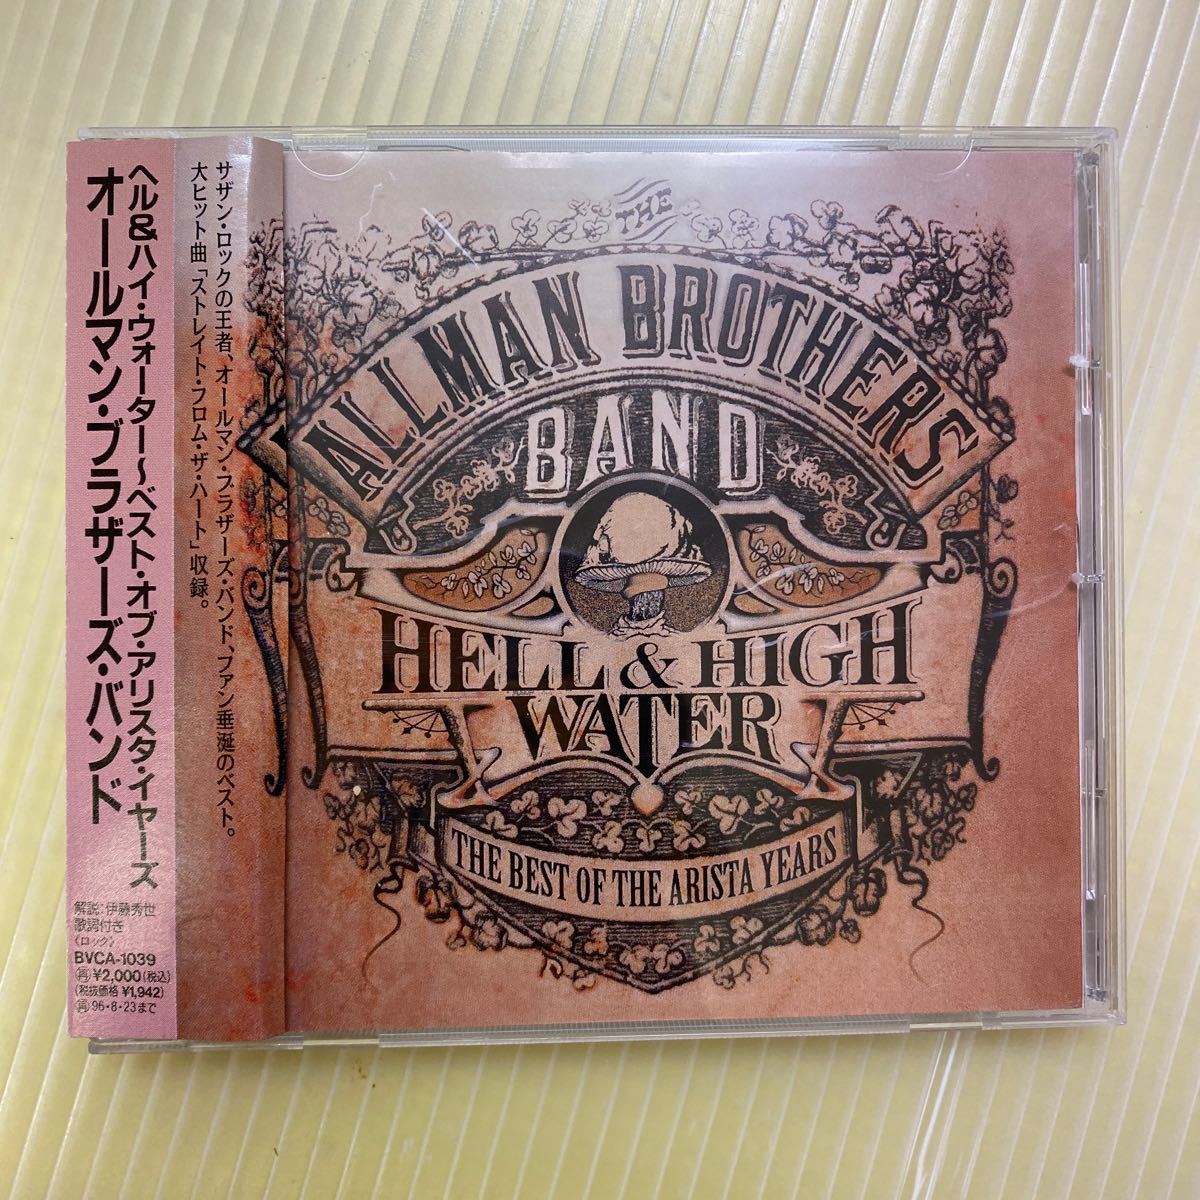 ヘル&ハイ・ウォーター〜ベスト・オブ・アリスタ・イヤーズ
オールマン・ブラザーズ・バンド
解説：伊藤秀世
歌詞付き
《ロック》
BVCA-1039
再¥2,000(税込)
(税抜価格 ¥1,942)
再96・8・23まで
サザン・ロックの王者、オールマン・ブラザーズ・バンド、ファン垂涎のベスト。
大ヒット曲「ストレイト・フロム・ザ・ハート」収録。
THE
ALLMAN BROTHERS
BAND
HELL & HIGH
WATER
THE BEST OF THE ARISTA YEARS